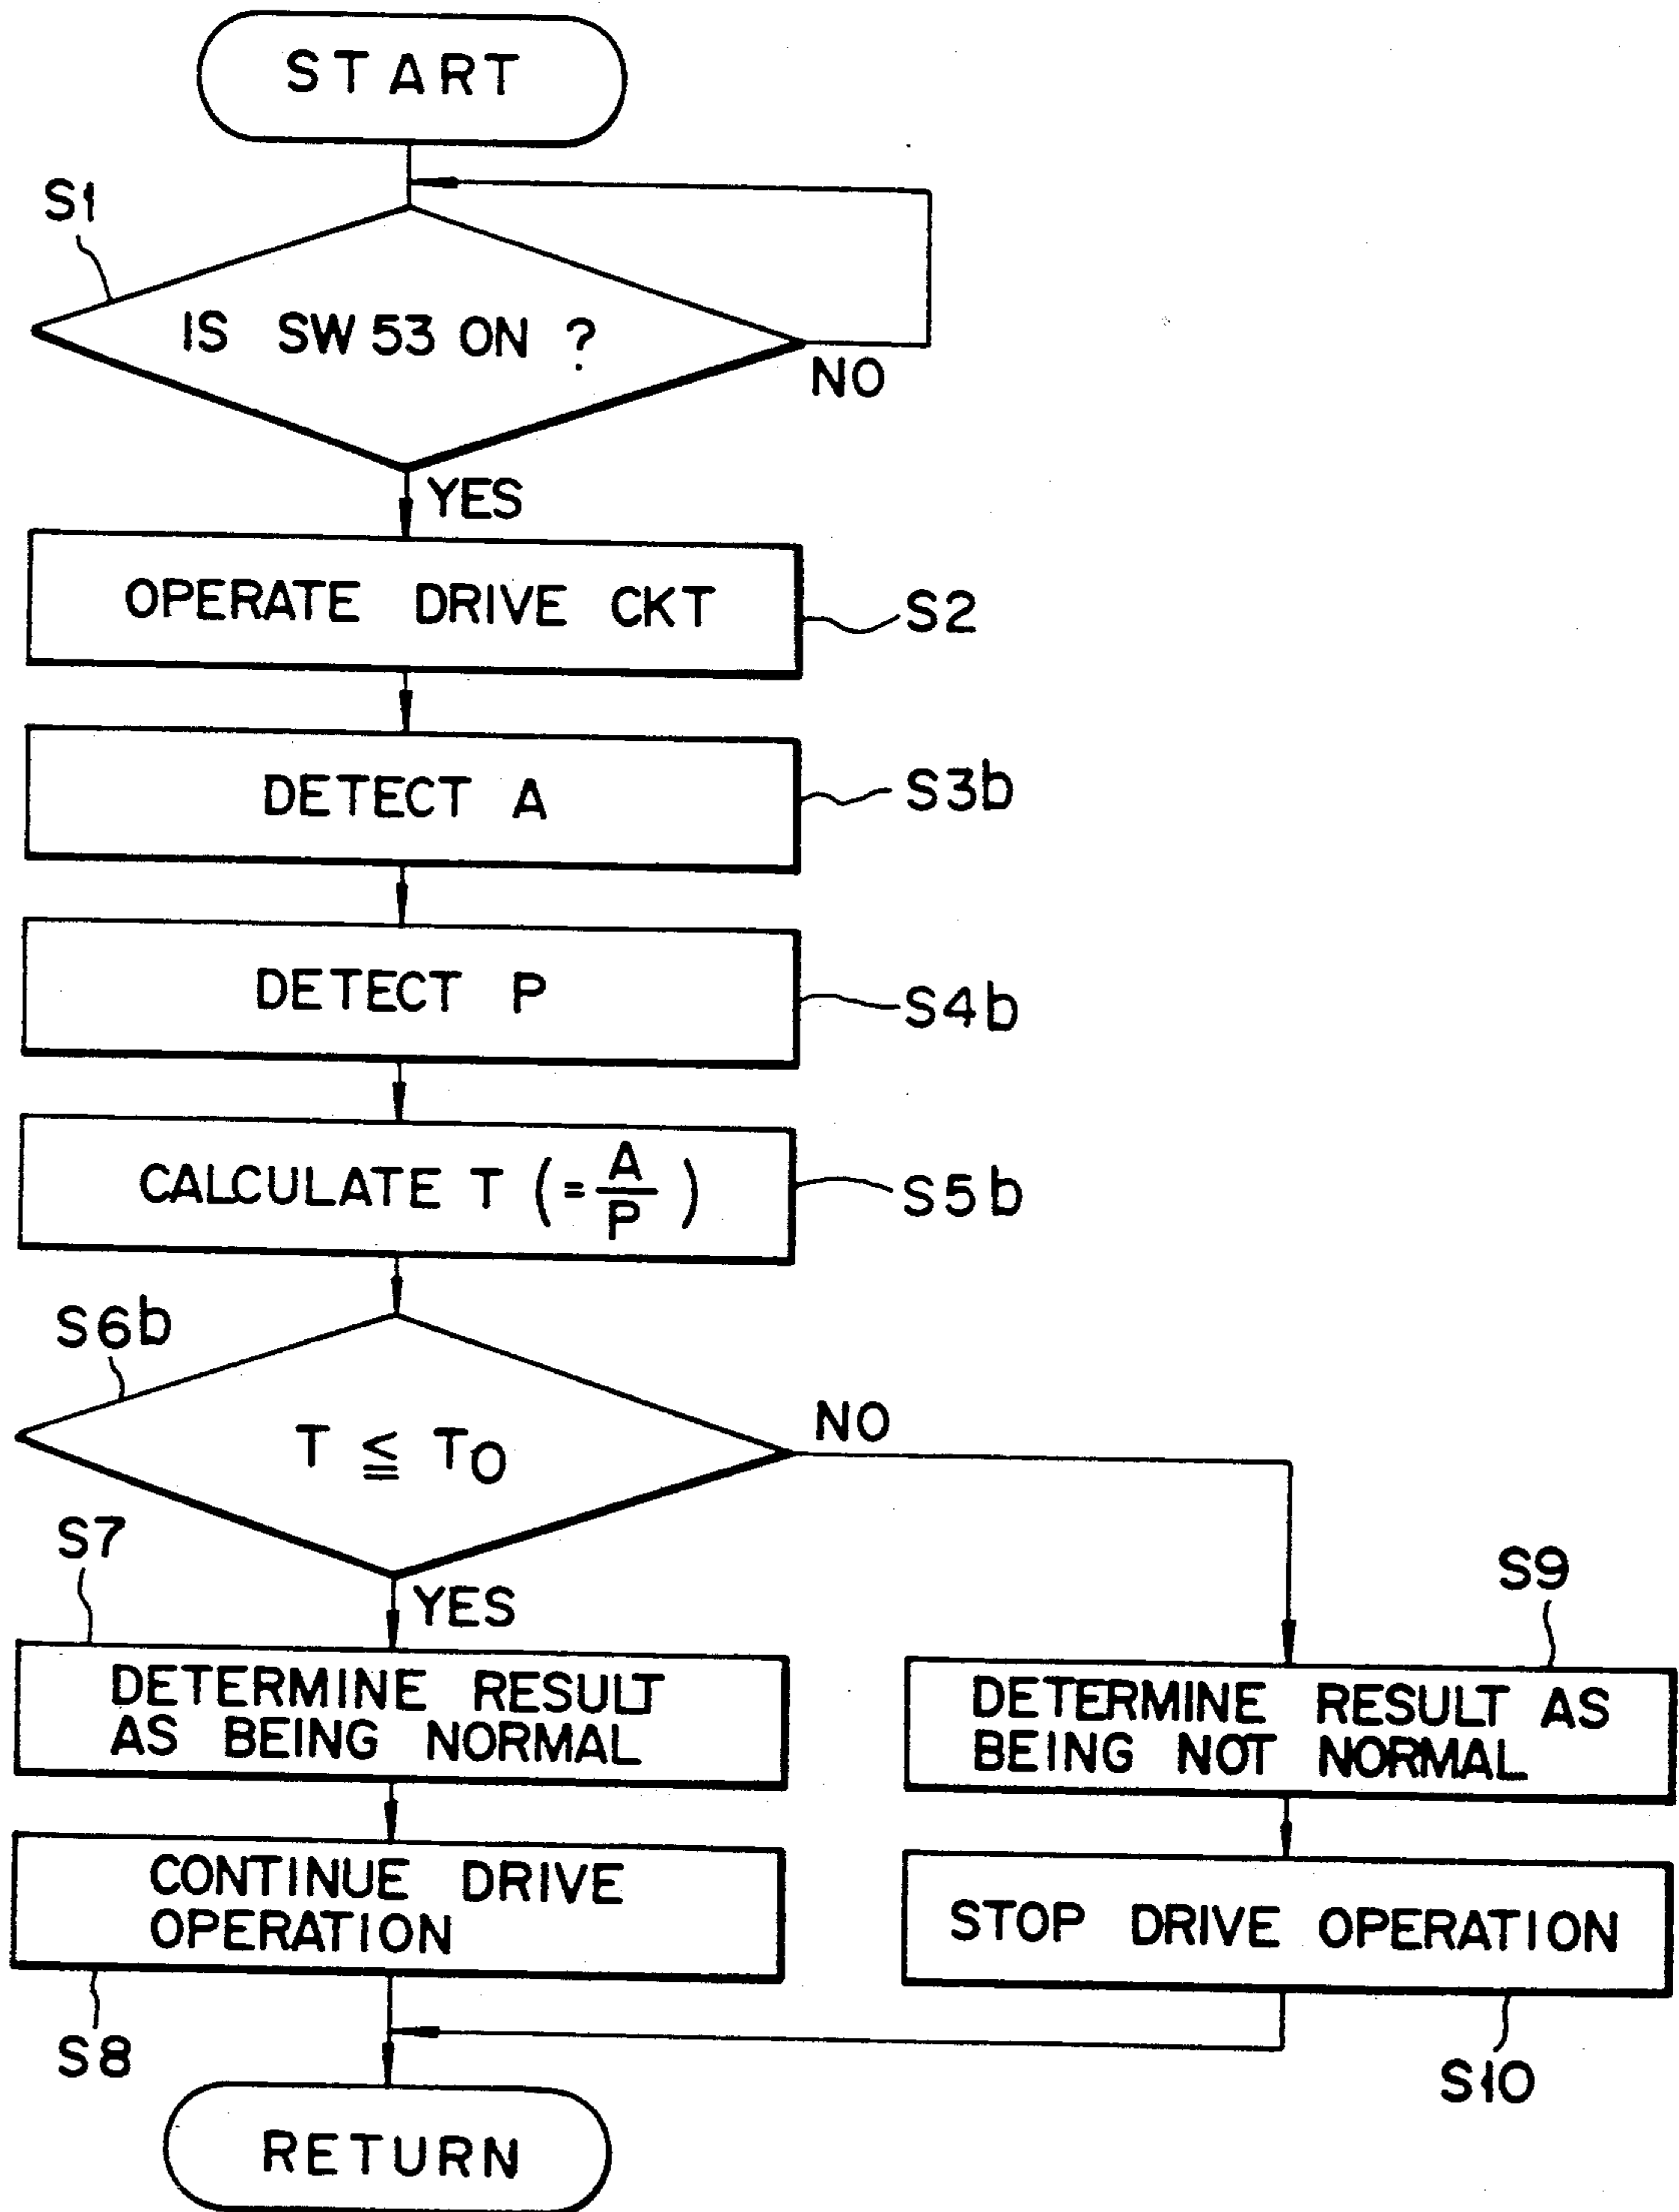 START
S1
IS SW 53 ON ?
NO
YES
OPERATE DRIVE CKT
S2
DETECT A
S3b
DETECT P
S4b
CALCULATE T (= A/P)
S5b
S6b
T ≦ T0
NO
YES
S7
DETERMINE RESULT
AS BEING NORMAL
S9
DETERMINE RESULT AS
BEING NOT NORMAL
CONTINUE DRIVE
OPERATION
S8
STOP DRIVE OPERATION
S10
RETURN